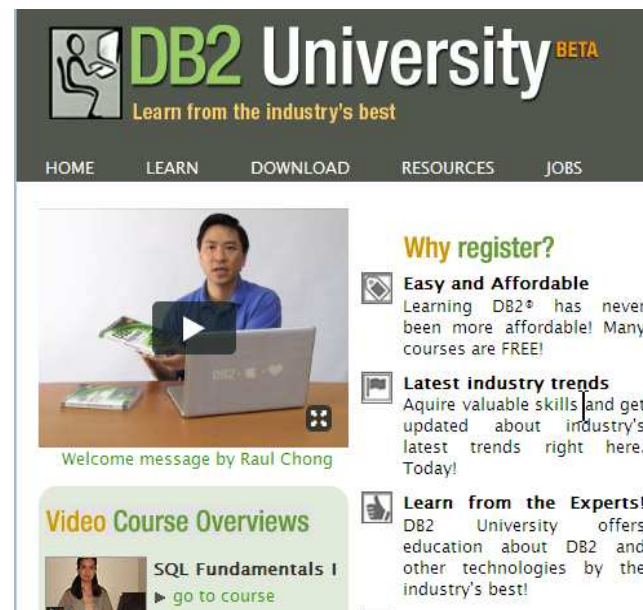 DB2 University BETA
Learn from the industry's best
HOME LEARN DOWNLOAD RESOURCES JOBS
DB2
Welcome message by Raul Chong
Video Course Overviews
SQL Fundamentals I
go to course
Why register?
Easy and Affordable
Learning DB2® has never
been more affordable! Many
courses are FREE!
Latest industry trends
Aquire valuable skills and get
updated about industry's
latest trends right here.
Today!
Learn from the Experts!
DB2 University offers
education about DB2 and
other technologies by the
industry's best!